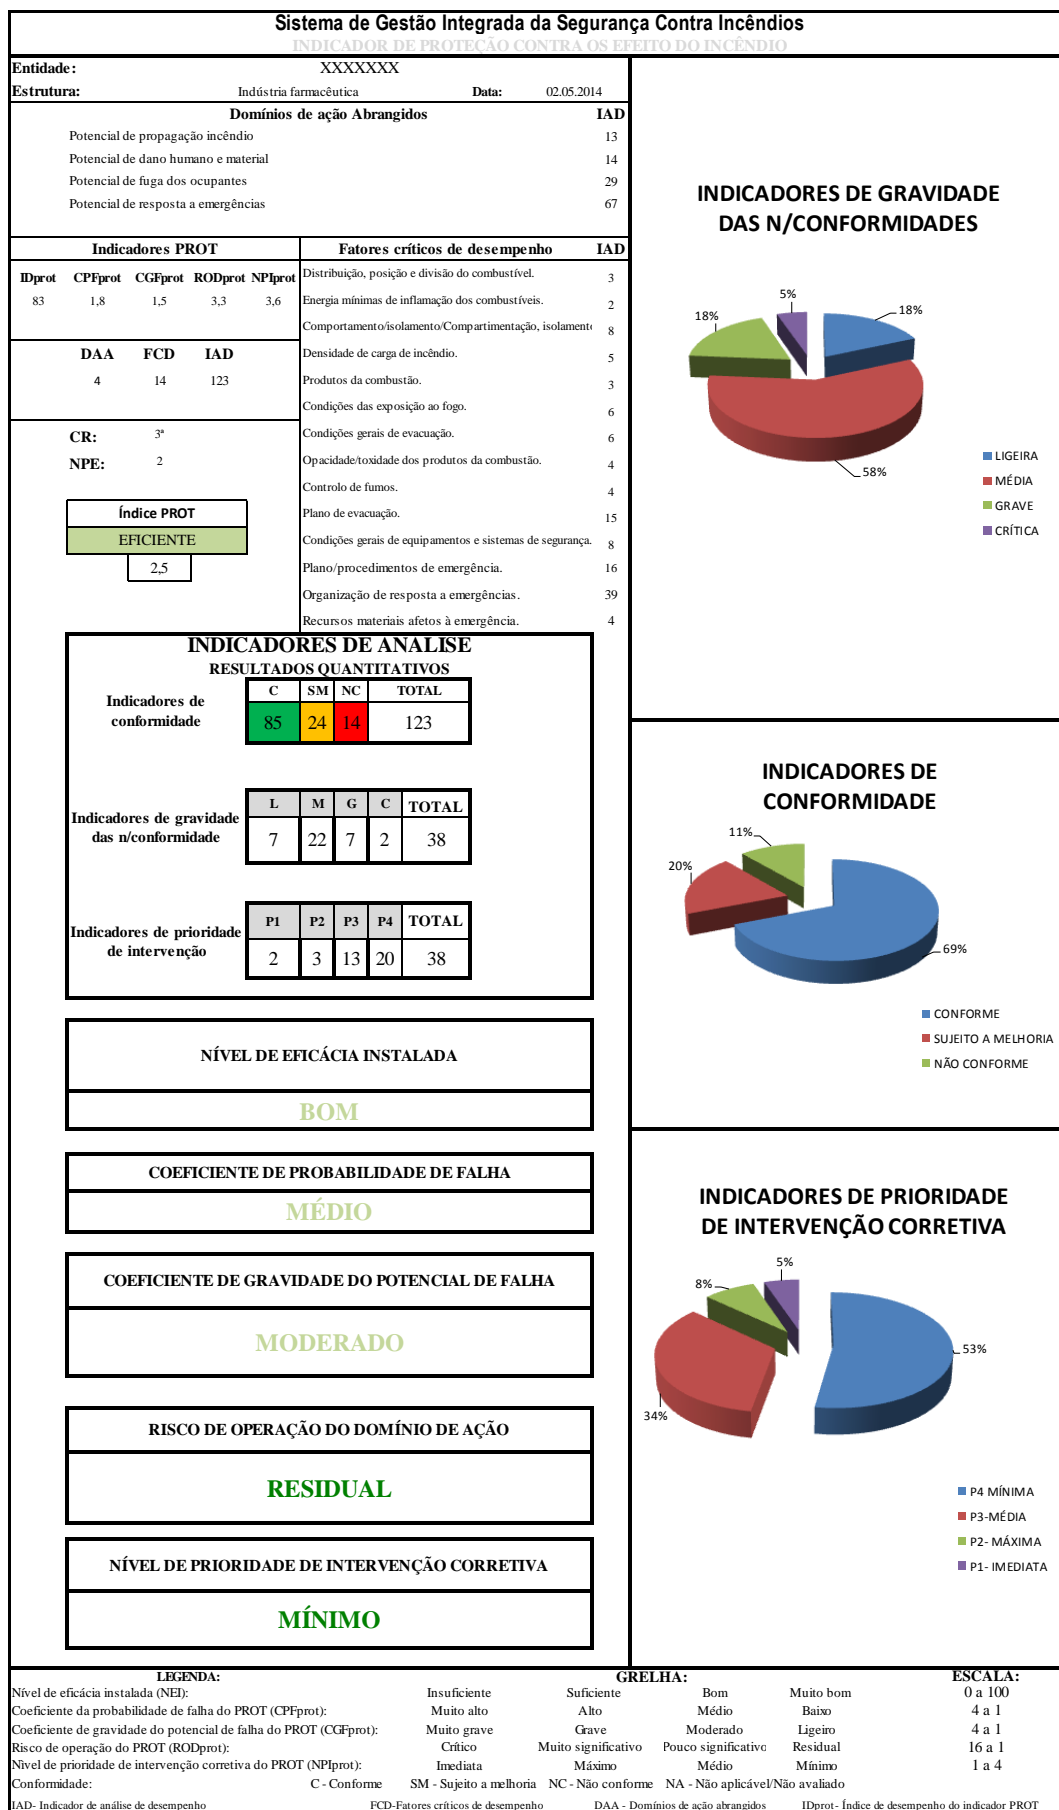 Sistema de Gestão Integrada da Segurança Contra Incêndios
INDICADOR DE PROTEÇÃO CONTRA OS EFEITO DO INCÊNDIO
Entidade: XXXXXXX
Estrutura: Indústria farmacêutica Data: 02.05.2014
Domínios de ação Abrangidos IAD
Potencial de propagação incêndio 13
Potencial de dano humano e material 14
Potencial de fuga dos ocupantes 29
Potencial de resposta a emergências 67
Indicadores PROT
IDprot CPFprot CGFprot RODprot NPIprot
83 1,8 1,5 3,3 3,6
DAA FCD IAD
4 14 123
CR: 3ª
NPE: 2
Índice PROT
EFICIENTE
2,5
Fatores críticos de desempenho IAD
Distribuição, posição e divisão do combustível. 3
Energia mínimas de inflamação dos combustíveis. 2
Comportamento/isolamento/Compartimentação, isolamento 8
Densidade de carga de incêndio. 5
Produtos da combustão. 3
Condições das exposição ao fogo. 6
Condições gerais de evacuação. 6
Opacidade/toxidade dos produtos da combustão. 4
Controlo de fumos. 4
Plano de evacuação. 15
Condições gerais de equipamentos e sistemas de segurança. 8
Plano/procedimentos de emergência. 16
Organização de resposta a emergências. 39
Recursos materiais afetos à emergência. 4
INDICADORES DE ANALISE
RESULTADOS QUANTITATIVOS
Indicadores de
conformidade
C SM NC TOTAL
85 24 14 123
Indicadores de gravidade
das n/conformidade
L M G C TOTAL
7 22 7 2 38
Indicadores de prioridade
de intervenção
P1 P2 P3 P4 TOTAL
2 3 13 20 38
NÍVEL DE EFICÁCIA INSTALADA
BOM
COEFICIENTE DE PROBABILIDADE DE FALHA
MÉDIO
COEFICIENTE DE GRAVIDADE DO POTENCIAL DE FALHA
MODERADO
RISCO DE OPERAÇÃO DO DOMÍNIO DE AÇÃO
RESIDUAL
NÍVEL DE PRIORIDADE DE INTERVENÇÃO CORRETIVA
MÍNIMO
INDICADORES DE GRAVIDADE
DAS N/CONFORMIDADES
5%
18%
18%
58%
LIGEIRA
MÉDIA
GRAVE
CRÍTICA
INDICADORES DE
CONFORMIDADE
11%
20%
69%
CONFORME
SUJEITO A MELHORIA
NÃO CONFORME
INDICADORES DE PRIORIDADE
DE INTERVENÇÃO CORRETIVA
5%
8%
53%
34%
P4 MÍNIMA
P3-MÉDIA
P2- MÁXIMA
P1- IMEDIATA
LEGENDA: GRELHA: ESCALA:
Nível de eficácia instalada (NEI): Insuficiente Suficiente Bom Muito bom 0 a 100
Coeficiente da probabilidade de falha do PROT (CPFprot): Muito alto Alto Médio Baixo 4 a 1
Coeficiente de gravidade do potencial de falha do PROT (CGFprot): Muito grave Grave Moderado Ligeiro 4 a 1
Risco de operação do PROT (RODprot): Crítico Muito significativo Pouco significativo Residual 16 a 1
Nível de prioridade de intervenção corretiva do PROT (NPIprot): Imediata Máximo Médio Mínimo 1 a 4
Conformidade: C - Conforme SM - Sujeito a melhoria NC - Não conforme NA - Não aplicável/Não avaliado
IAD- Indicador de análise de desempenho FCD-Fatores críticos de desempenho DAA - Domínios de ação abrangidos IDprot- Índice de desempenho do indicador PROT